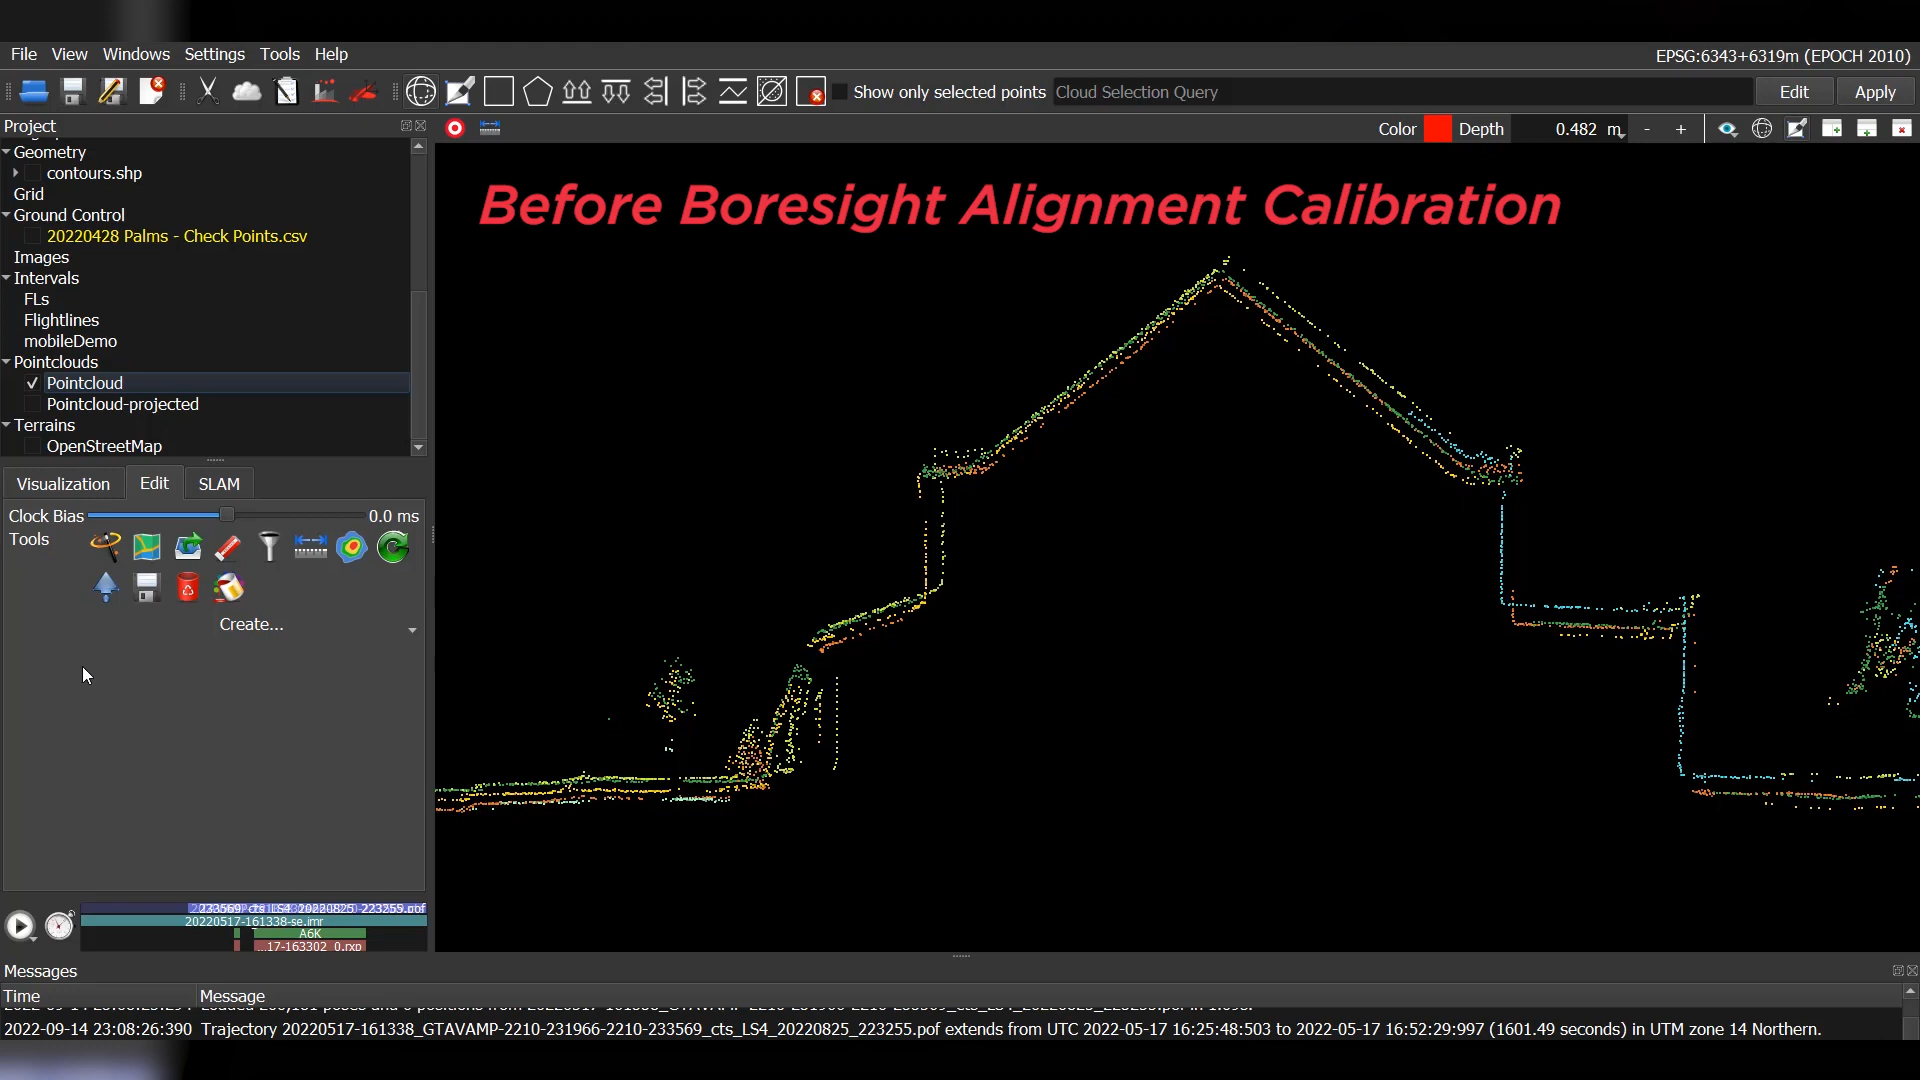 File View Windows Settings Tools Help
EPSG:6343+6319m (EPOCH 2010)
Show only selected points
Cloud Selection Query
Edit
Apply
Project
Color
Depth
0.482 m
- +
Geometry
contours.shp
Grid
Ground Control
20220428 Palms - Check Points.csv
Images
Intervals
FLs
Flightlines
mobileDemo
Pointclouds
Pointcloud
Pointcloud-projected
Terrains
OpenStreetMap
Before Boresight Alignment Calibration
Visualization
Edit
SLAM
Clock Bias
0.0 ms
Tools
Create...
20220517-161338-se.imr
A6K
...17-163302_0.rxp
Messages
Time
Message
2022-09-14 23:08:26:390 Trajectory 20220517-161338_GTAVAMP-2210-231966-2210-233569_cts_LS4_20220825_223255.pof extends from UTC 2022-05-17 16:25:48:503 to 2022-05-17 16:52:29:997 (1601.49 seconds) in UTM zone 14 Northern.